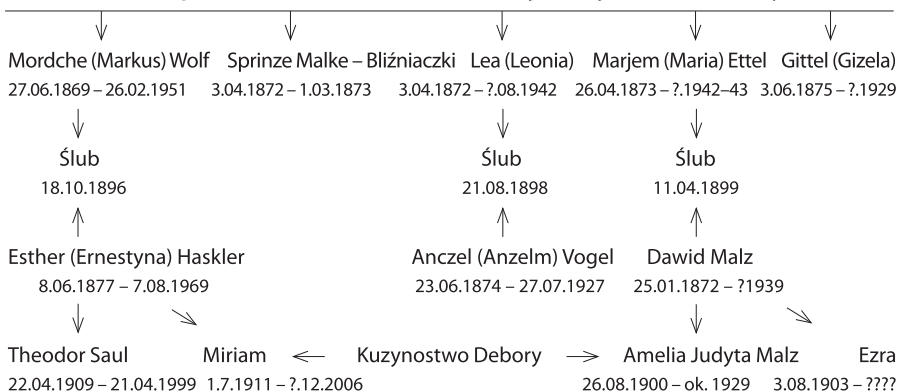 Mordche (Markus) Wolf Sprinze Malke – Bliźniaczki Lea (Leonia) Marjem (Maria) Ettel Gittel (Gizela)
27.06.1869 – 26.02.1951 3.04.1872 – 1.03.1873 3.04.1872 – ?.08.1942 26.04.1873 – ?.1942–43 3.06.1875 – ?.1929
Ślub Ślub Ślub
18.10.1896 21.08.1898 11.04.1899
Esther (Ernestyna) Haskler Anczel (Anzelm) Vogel Dawid Malz
8.06.1877 – 7.08.1969 23.06.1874 – 27.07.1927 25.01.1872 – ?1939
Theodor Saul Miriam Kuzynostwo Debory Amelia Judyta Malz Ezra
22.04.1909 – 21.04.1999 1.7.1911 – ?.12.2006 26.08.1900 – ok. 1929 3.08.1903 – ????